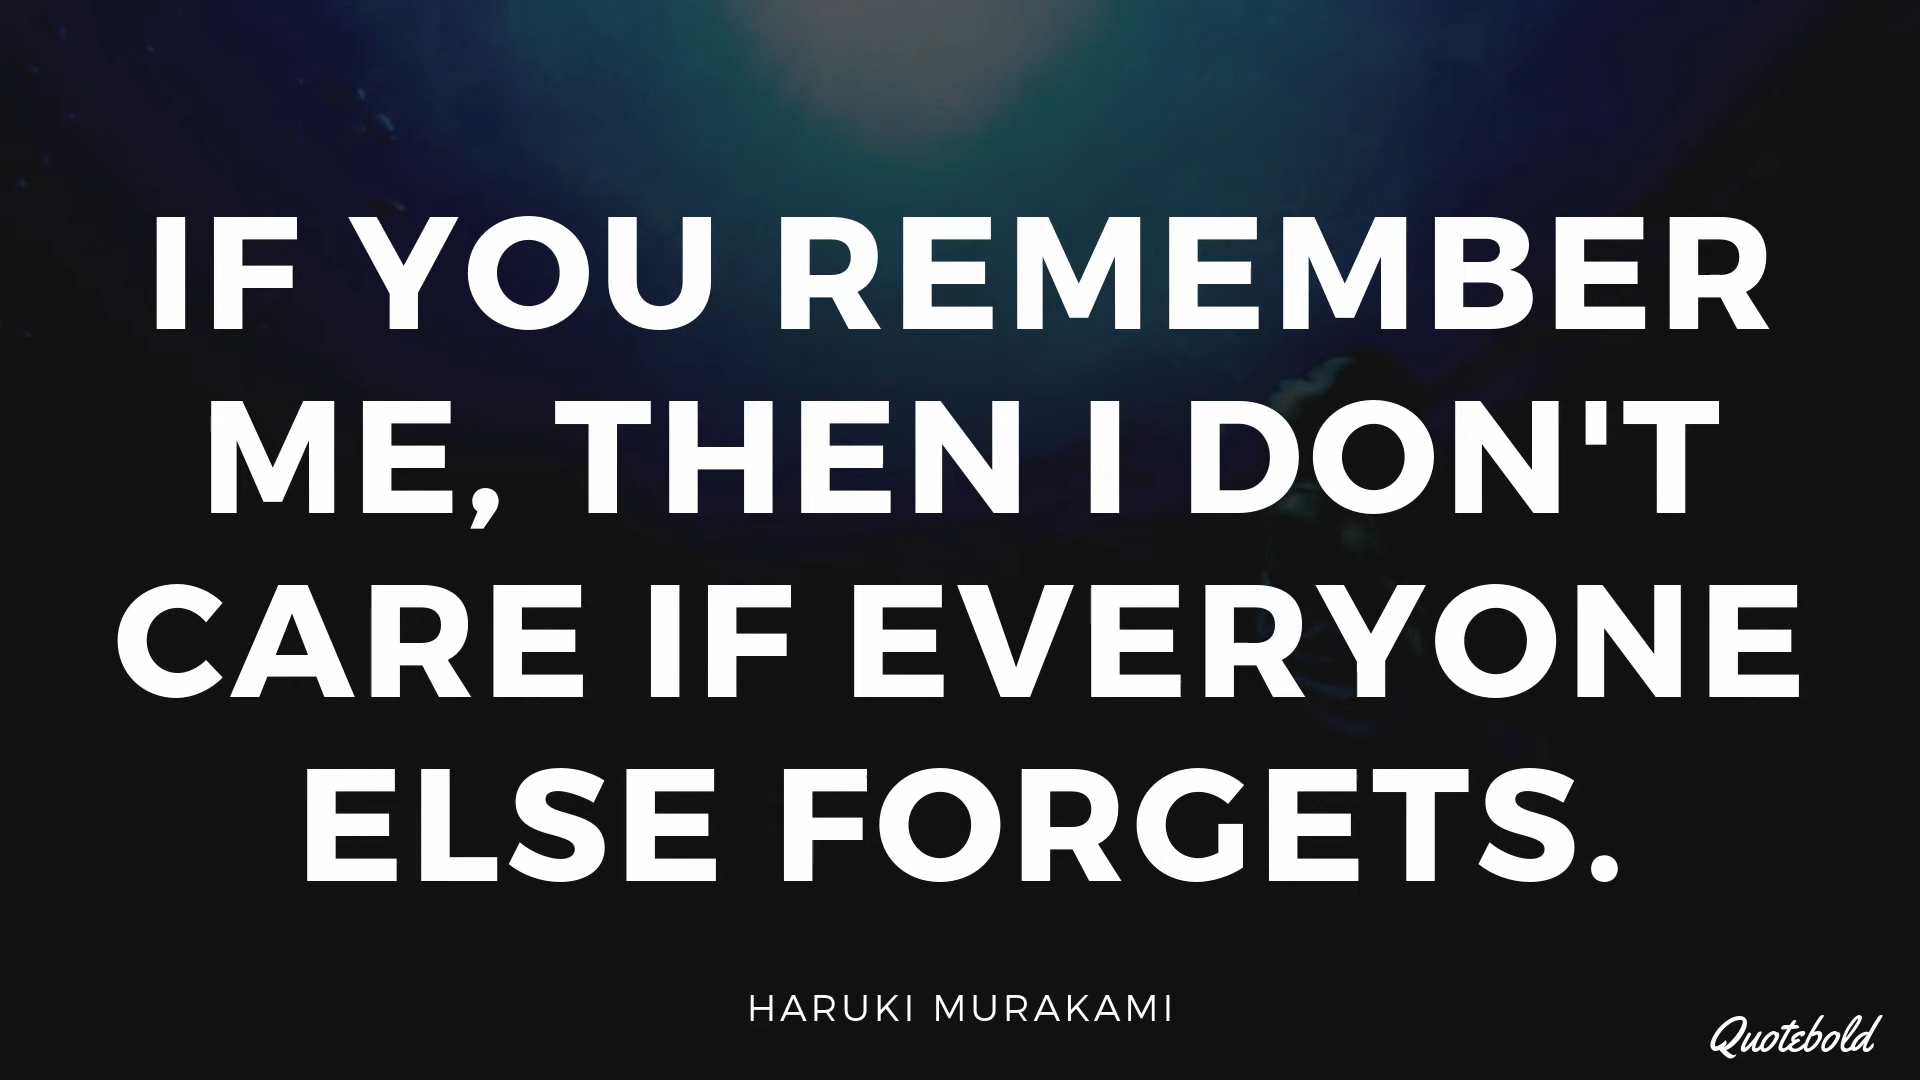 IF YOU REMEMBER
ME, THEN I DON'T
CARE IF EVERYONE
ELSE FORGETS.
HARUKI MURAKAMI
Quotebold